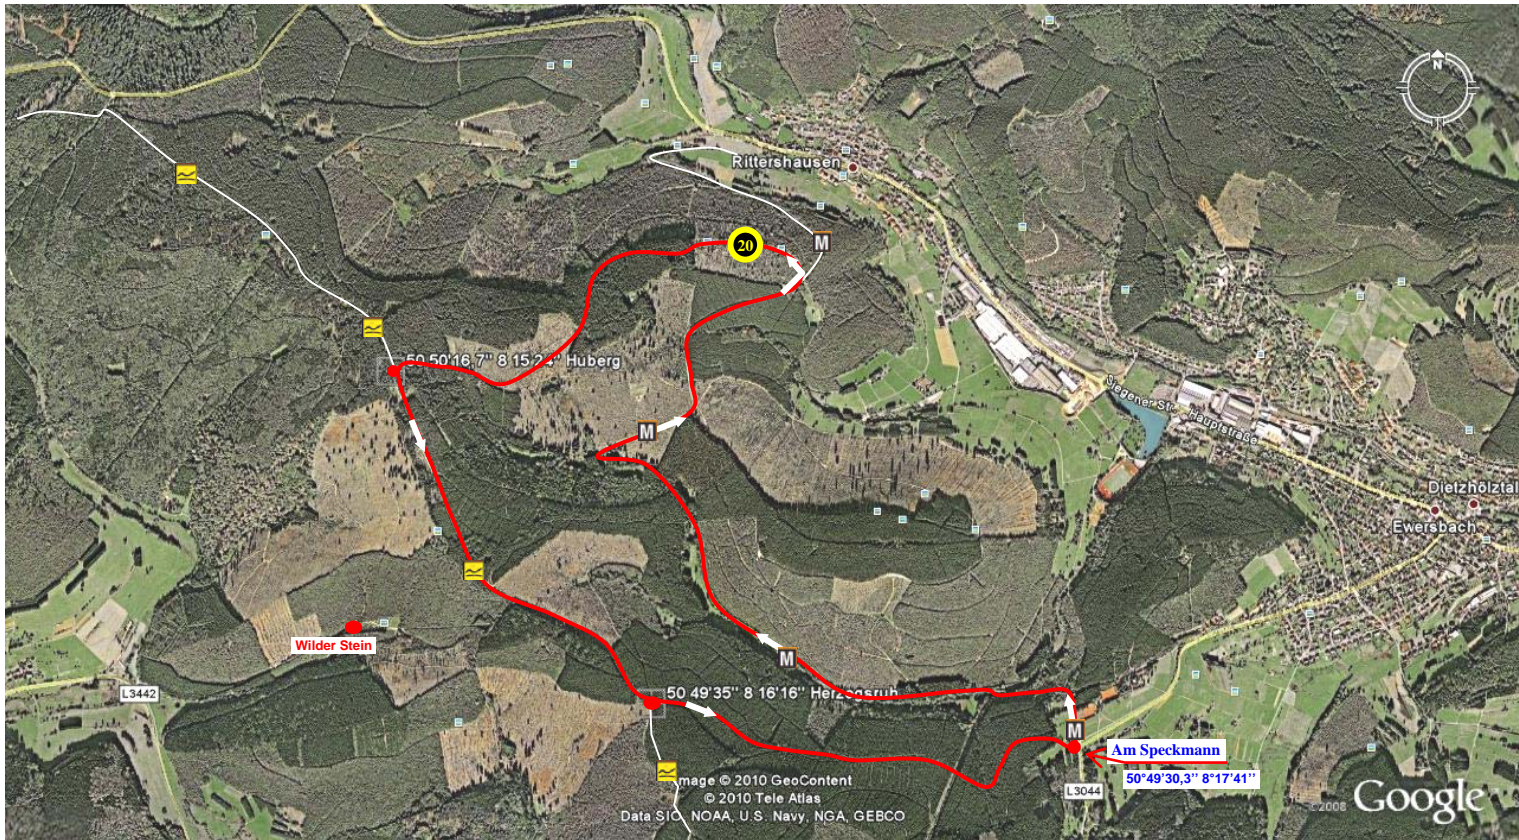 N
Rittershausen
M
20
50 50'16,7'' 8 15'24'' Huberg
Siegener Str.
Hauptstraße
M
Dietzhölztal
Ewersbach
Wilder Stein
M
L3442
50 49'35'' 8 16'16'' Herzogsruh
M
Am Speckmann
50°49'30,3'' 8°17'41''
L3044
Image © 2010 GeoContent
© 2010 Tele Atlas
Data SIO, NOAA, U.S. Navy, NGA, GEBCO
©2008 Google